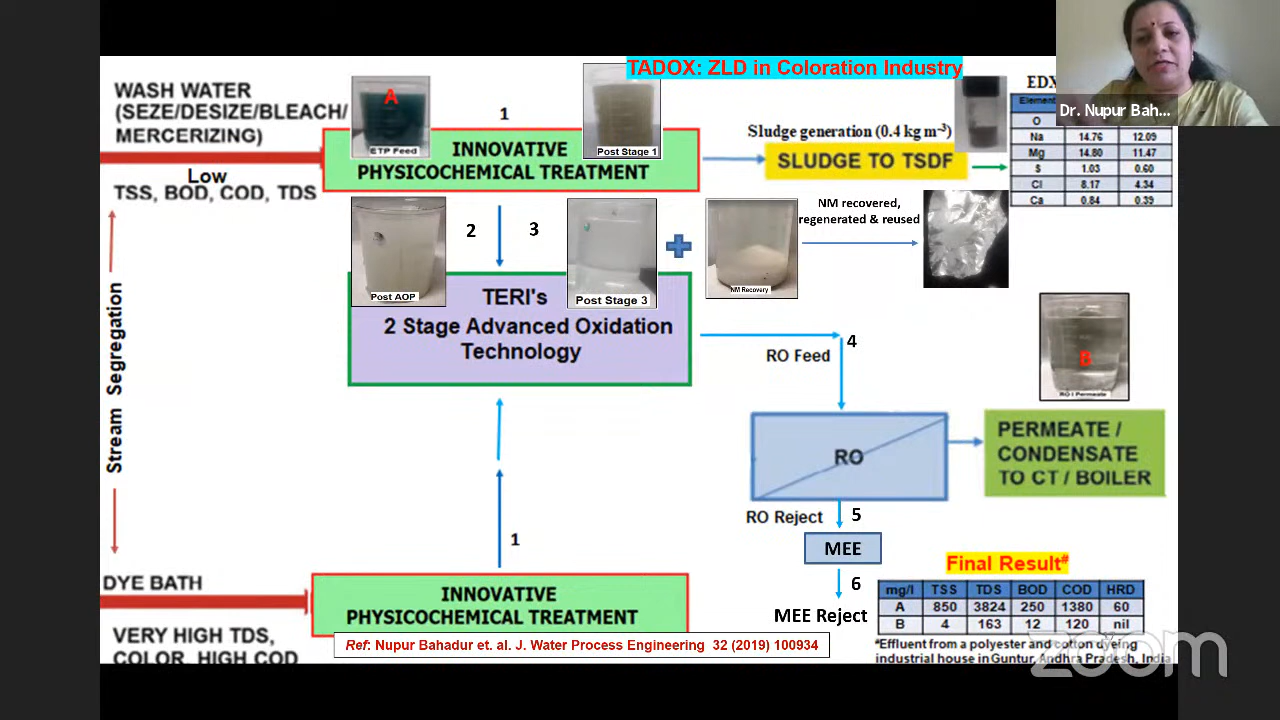 TADOX: ZLD in Coloration Industry
Dr. Nupur Bah...
WASH WATER
(SEZE/DESIZE/BLEACH/
MERCERIZING)
Low
TSS, BOD, COD, TDS
A
ETP Feed
1
Post Stage 1
INNOVATIVE
PHYSICOCHEMICAL TREATMENT
Sludge generation (0.4 kg m⁻³)
SLUDGE TO TSDF
EDX
Element
O
Na 14.76 12.09
Mg 14.80 11.47
S 1.03 0.60
Cl 8.17 4.34
Ca 0.84 0.39
2
3
Post AOP
Post Stage 3
NM Recovery
NM recovered,
regenerated & reused
TERI's
2 Stage Advanced Oxidation
Technology
Stream Segregation
RO Feed
4
B
RO I Permeate
RO
PERMEATE /
CONDENSATE
TO CT / BOILER
RO Reject
5
MEE
6
MEE Reject
1
DYE BATH
INNOVATIVE
PHYSICOCHEMICAL TREATMENT
VERY HIGH TDS,
COLOR, HIGH COD
Ref: Nupur Bahadur et. al. J. Water Process Engineering 32 (2019) 100934
Final Result#
mg/l TSS TDS BOD COD HRD
A 850 3824 250 1380 60
B 4 163 12 120 nil
#Effluent from a polyester and cotton dyeing
industrial house in Guntur, Andhra Pradesh, India
zoom